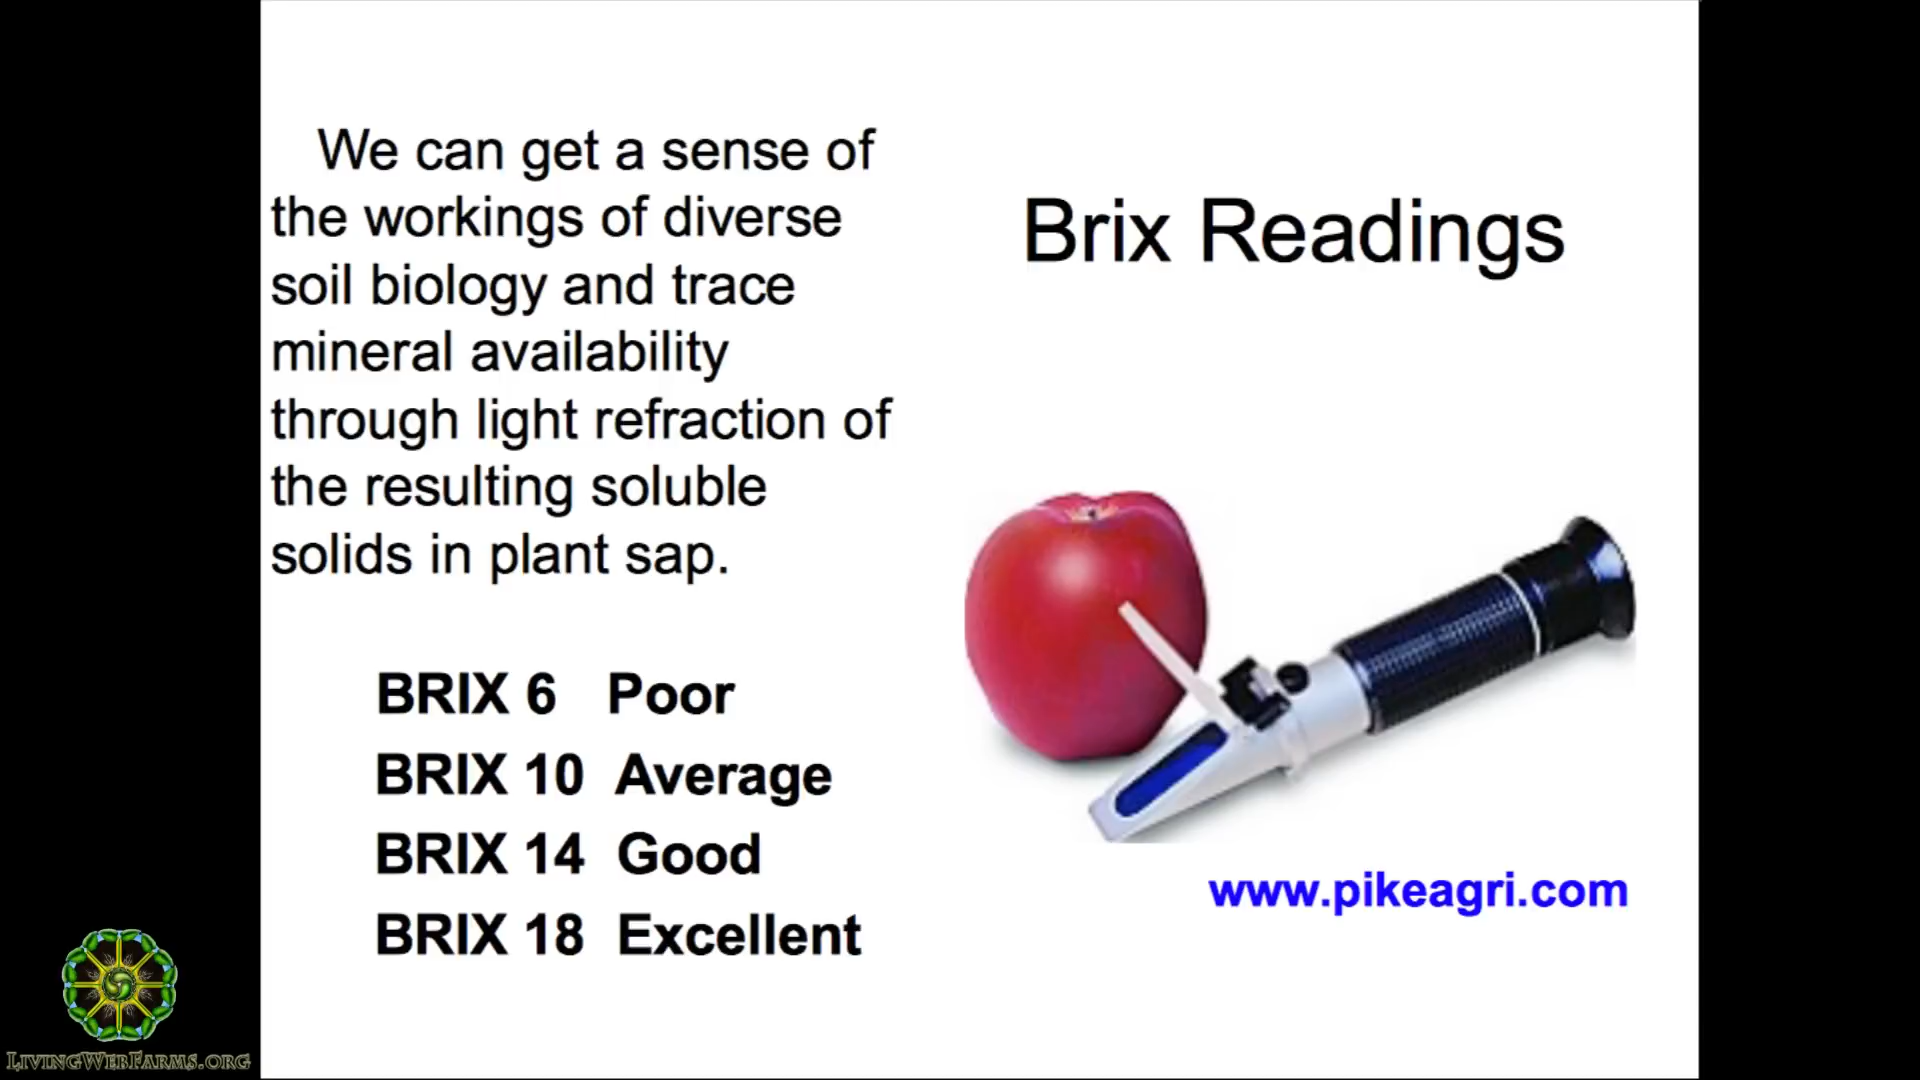 We can get a sense of
the workings of diverse
soil biology and trace
mineral availability
through light refraction of
the resulting soluble
solids in plant sap.
BRIX 6 Poor
BRIX 10 Average
BRIX 14 Good
BRIX 18 Excellent
Brix Readings
www.pikeagri.com
LIVINGWEBFARMS.ORG